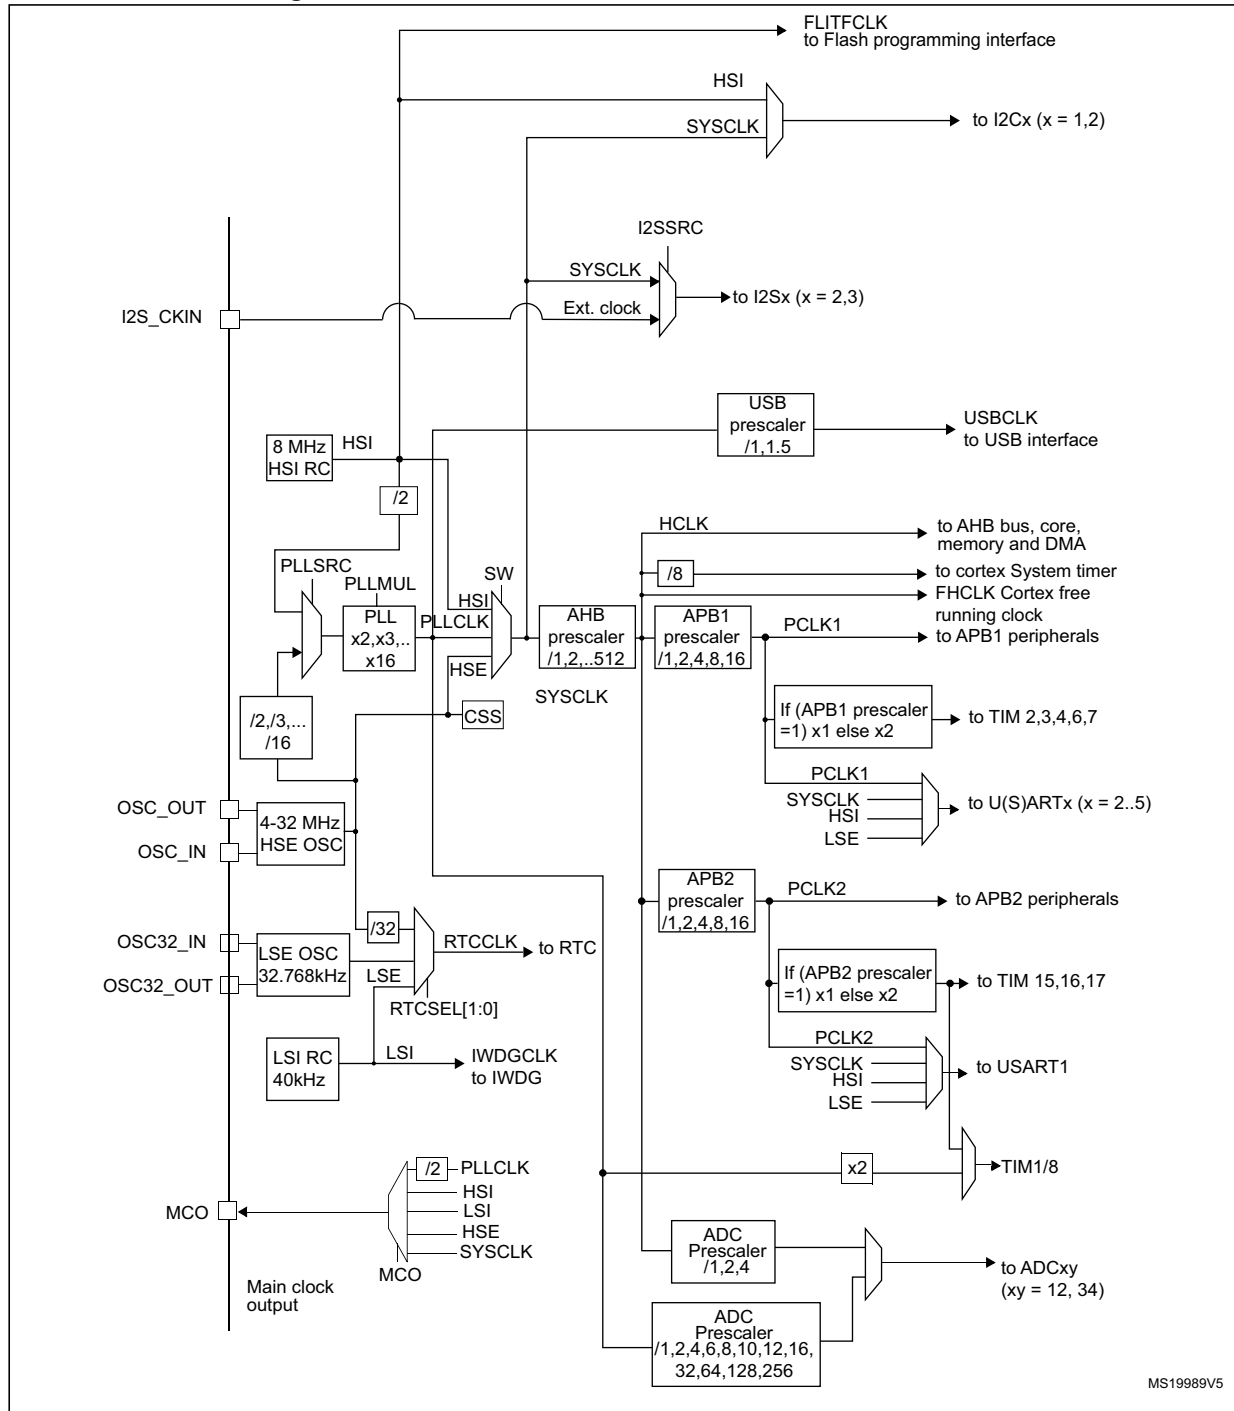 FLITFCLK
to Flash programming interface
HSI
SYSCLK
to I2Cx (x = 1,2)
I2SSRC
SYSCLK
to I2Sx (x = 2,3)
Ext. clock
I2S_CKIN
USB
prescaler
/1,1.5
USBCLK
to USB interface
8 MHz
HSI RC
HSI
/2
HCLK
to AHB bus, core,
memory and DMA
/8
to cortex System timer
FHCLK Cortex free
running clock
PLLSRC
PLLMUL
PLL
x2,x3,..
x16
SW
HSI
PLLCLK
HSE
AHB
prescaler
/1,2,..512
APB1
prescaler
/1,2,4,8,16
PCLK1
to APB1 peripherals
SYSCLK
CSS
/2,/3,...
/16
If (APB1 prescaler
=1) x1 else x2
to TIM 2,3,4,6,7
PCLK1
SYSCLK
HSI
LSE
to U(S)ARTx (x = 2..5)
OSC_OUT
OSC_IN
4-32 MHz
HSE OSC
APB2
prescaler
/1,2,4,8,16
PCLK2
to APB2 peripherals
/32
OSC32_IN
OSC32_OUT
LSE OSC
32.768kHz
LSE
RTCCLK
to RTC
RTCSEL[1:0]
If (APB2 prescaler
=1) x1 else x2
to TIM 15,16,17
LSI RC
40kHz
LSI
IWDGCLK
to IWDG
PCLK2
SYSCLK
HSI
LSE
to USART1
x2
TIM1/8
/2
PLLCLK
HSI
LSI
HSE
SYSCLK
MCO
MCO
Main clock
output
ADC
Prescaler
/1,2,4
to ADCxy
(xy = 12, 34)
ADC
Prescaler
/1,2,4,6,8,10,12,16,
32,64,128,256
MS19989V5